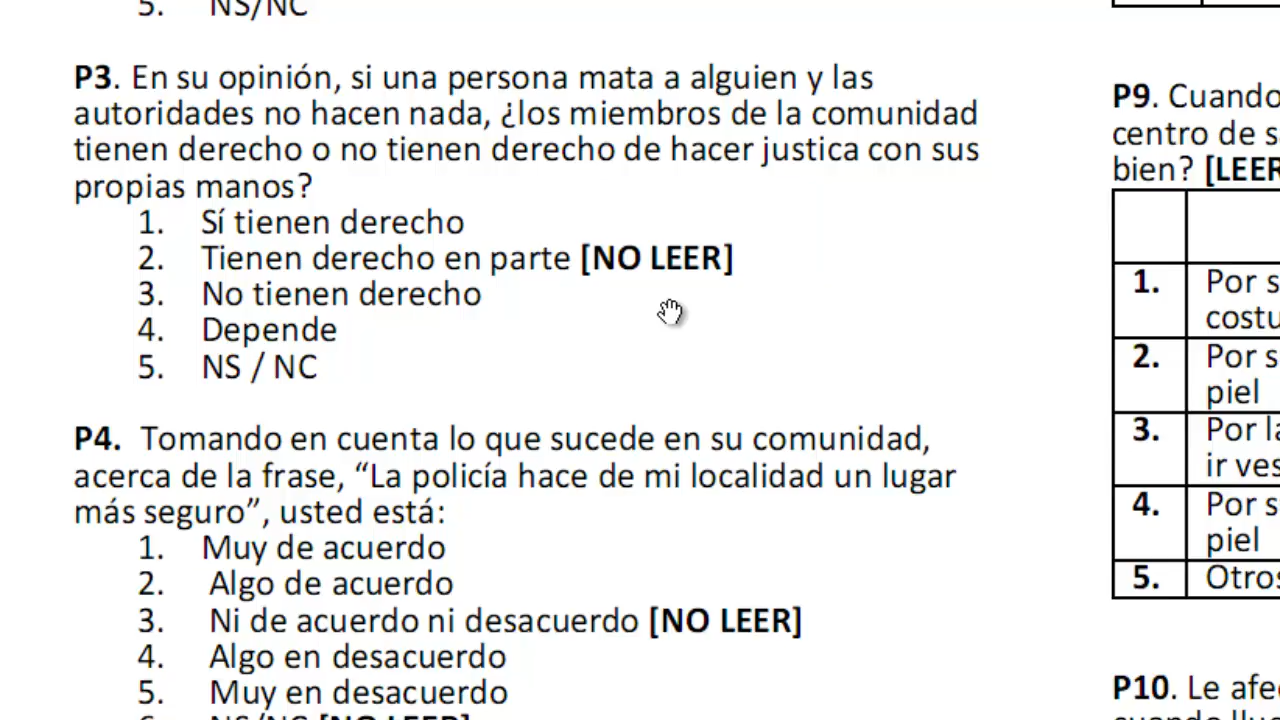 5. NS/NC
P3. En su opinión, si una persona mata a alguien y las
autoridades no hacen nada, ¿los miembros de la comunidad
tienen derecho o no tienen derecho de hacer justica con sus
propias manos?
1. Sí tienen derecho
2. Tienen derecho en parte [NO LEER]
3. No tienen derecho
4. Depende
5. NS / NC
P4. Tomando en cuenta lo que sucede en su comunidad,
acerca de la frase, “La policía hace de mi localidad un lugar
más seguro”, usted está:
1. Muy de acuerdo
2. Algo de acuerdo
3. Ni de acuerdo ni desacuerdo [NO LEER]
4. Algo en desacuerdo
5. Muy en desacuerdo
6. NS/NC [NO LEER]
P9. Cuando
centro de s
bien? [LEER
1. Por s
costu
2. Por s
piel
3. Por la
ir ves
4. Por s
piel
5. Otros
P10. Le afe